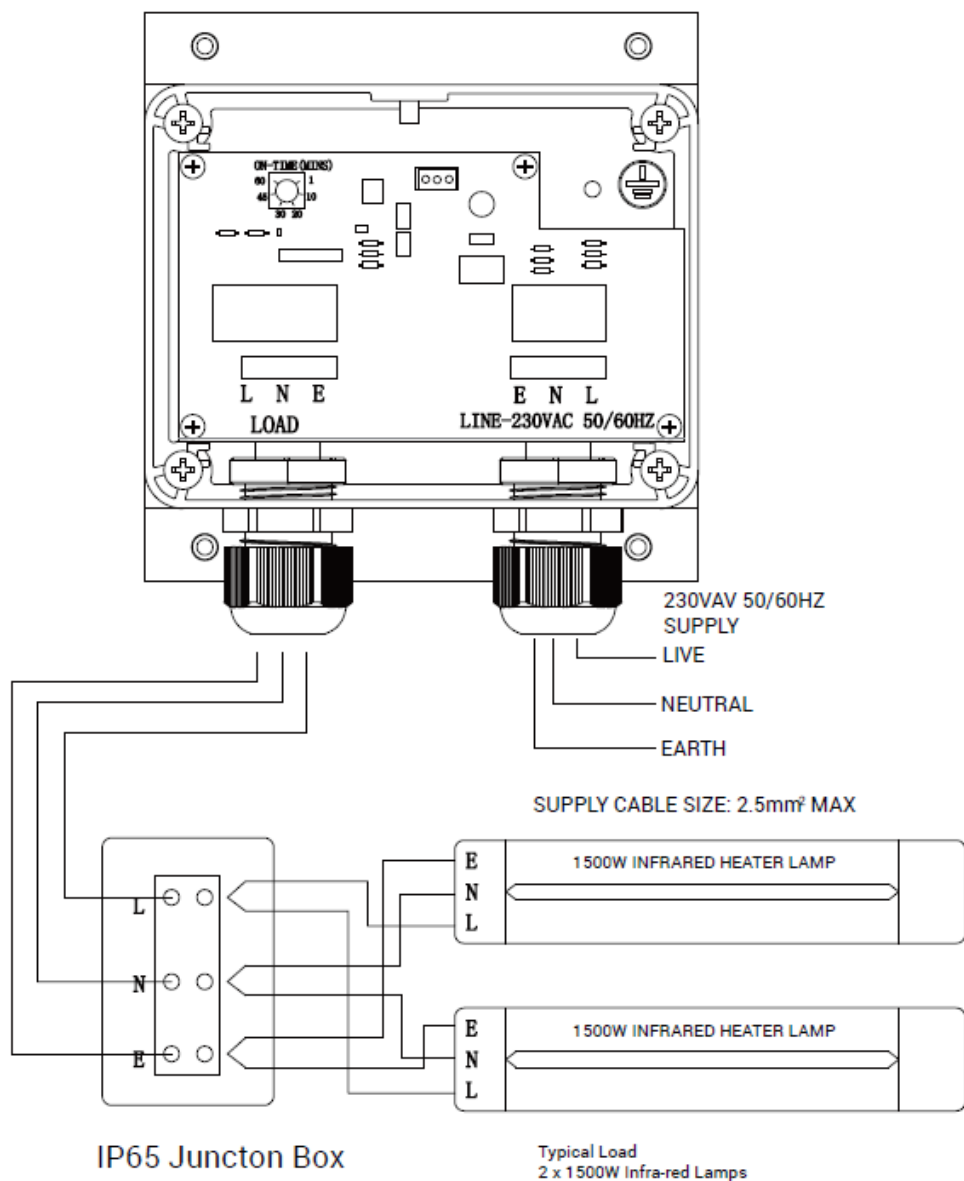 ON-TIME(MINS)
60 1
45 10
30 20
L N E
LOAD
E N L
LINE-230VAC 50/60HZ
230VAV 50/60HZ
SUPPLY
LIVE
NEUTRAL
EARTH
SUPPLY CABLE SIZE: 2.5mm² MAX
E
N
L
1500W INFRARED HEATER LAMP
L
N
E
E
N
L
1500W INFRARED HEATER LAMP
IP65 Juncton Box
Typical Load
2 x 1500W Infra-red Lamps